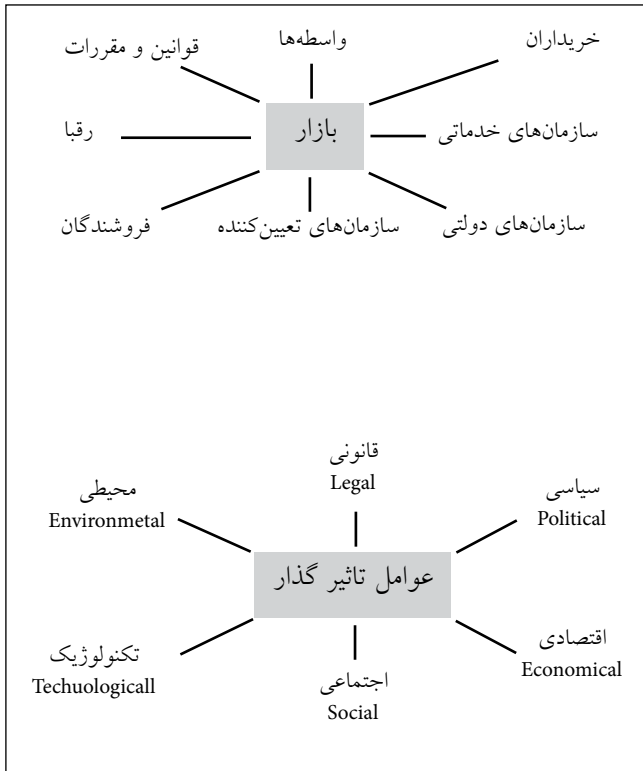 خریداران
واسطه‌ها
قوانین و مقررات
بازار
سازمان‌های خدماتی
رقبا
سازمان‌های دولتی
سازمان‌های تعیین‌کننده
فروشندگان
قانونی
Legal
سیاسی
Political
محیطی
Environmetal
عوامل تاثیر گذار
اقتصادی
Economical
اجتماعی
Social
تکنولوژیک
Techuologicall